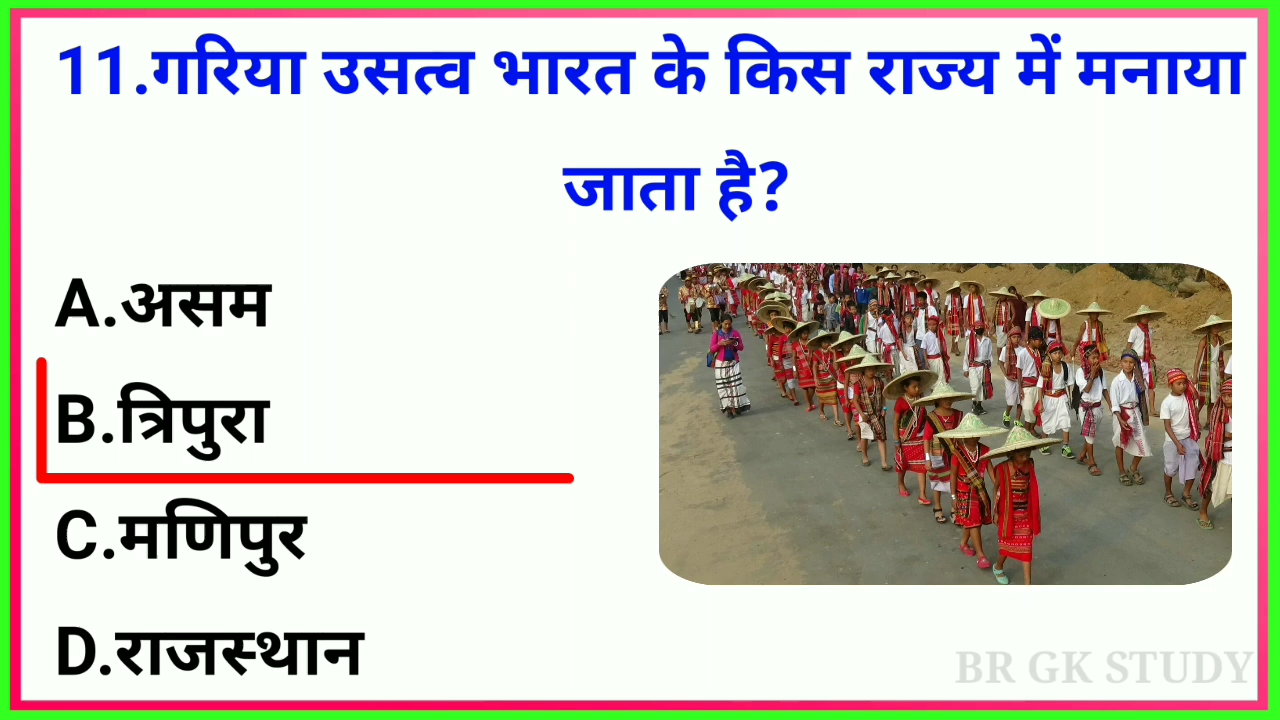 11.गरिया उसत्व भारत के किस राज्य में मनाया
जाता है?
A.असम
B.त्रिपुरा
C.मणिपुर
D.राजस्थान
BR GK STUDY